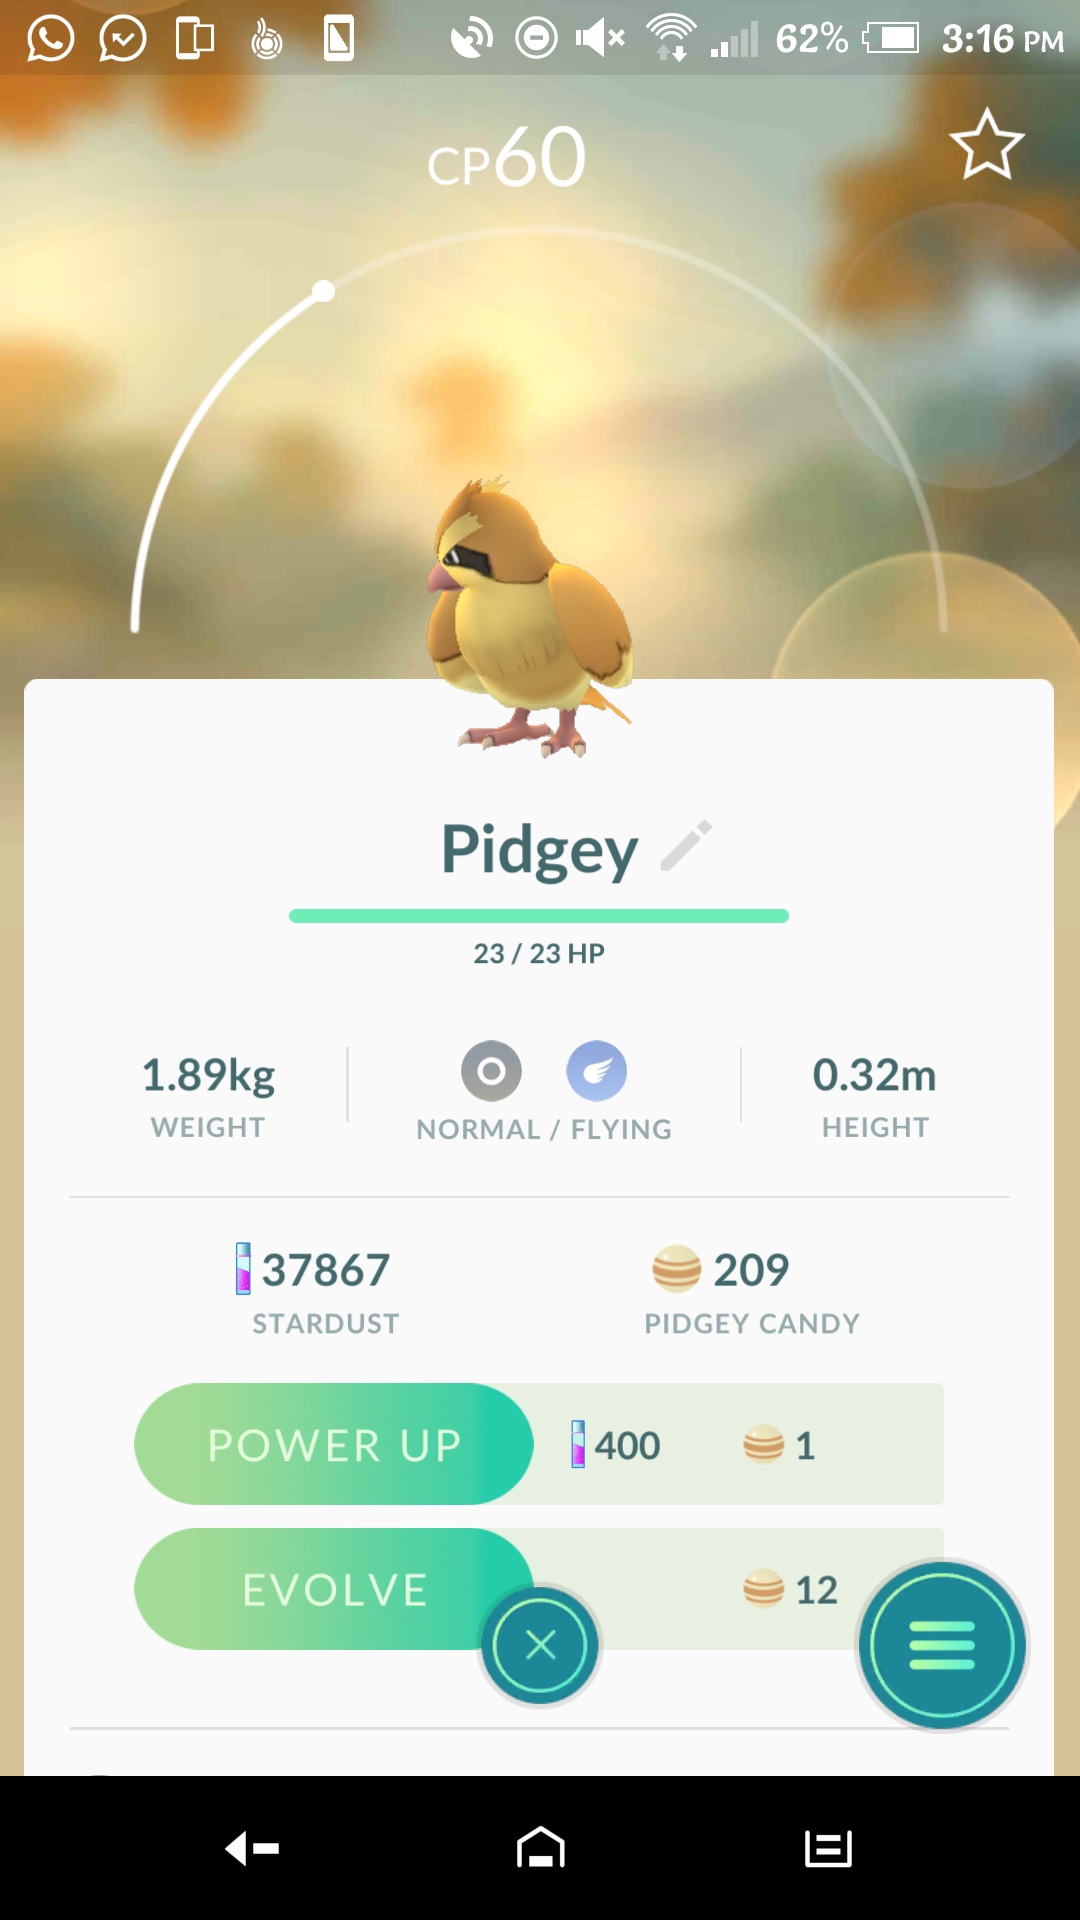 62% 3:16 PM
CP60
Pidgey
23 / 23 HP
1.89kg
WEIGHT
NORMAL / FLYING
0.32m
HEIGHT
37867
STARDUST
209
PIDGEY CANDY
POWER UP 400 1
EVOLVE 12